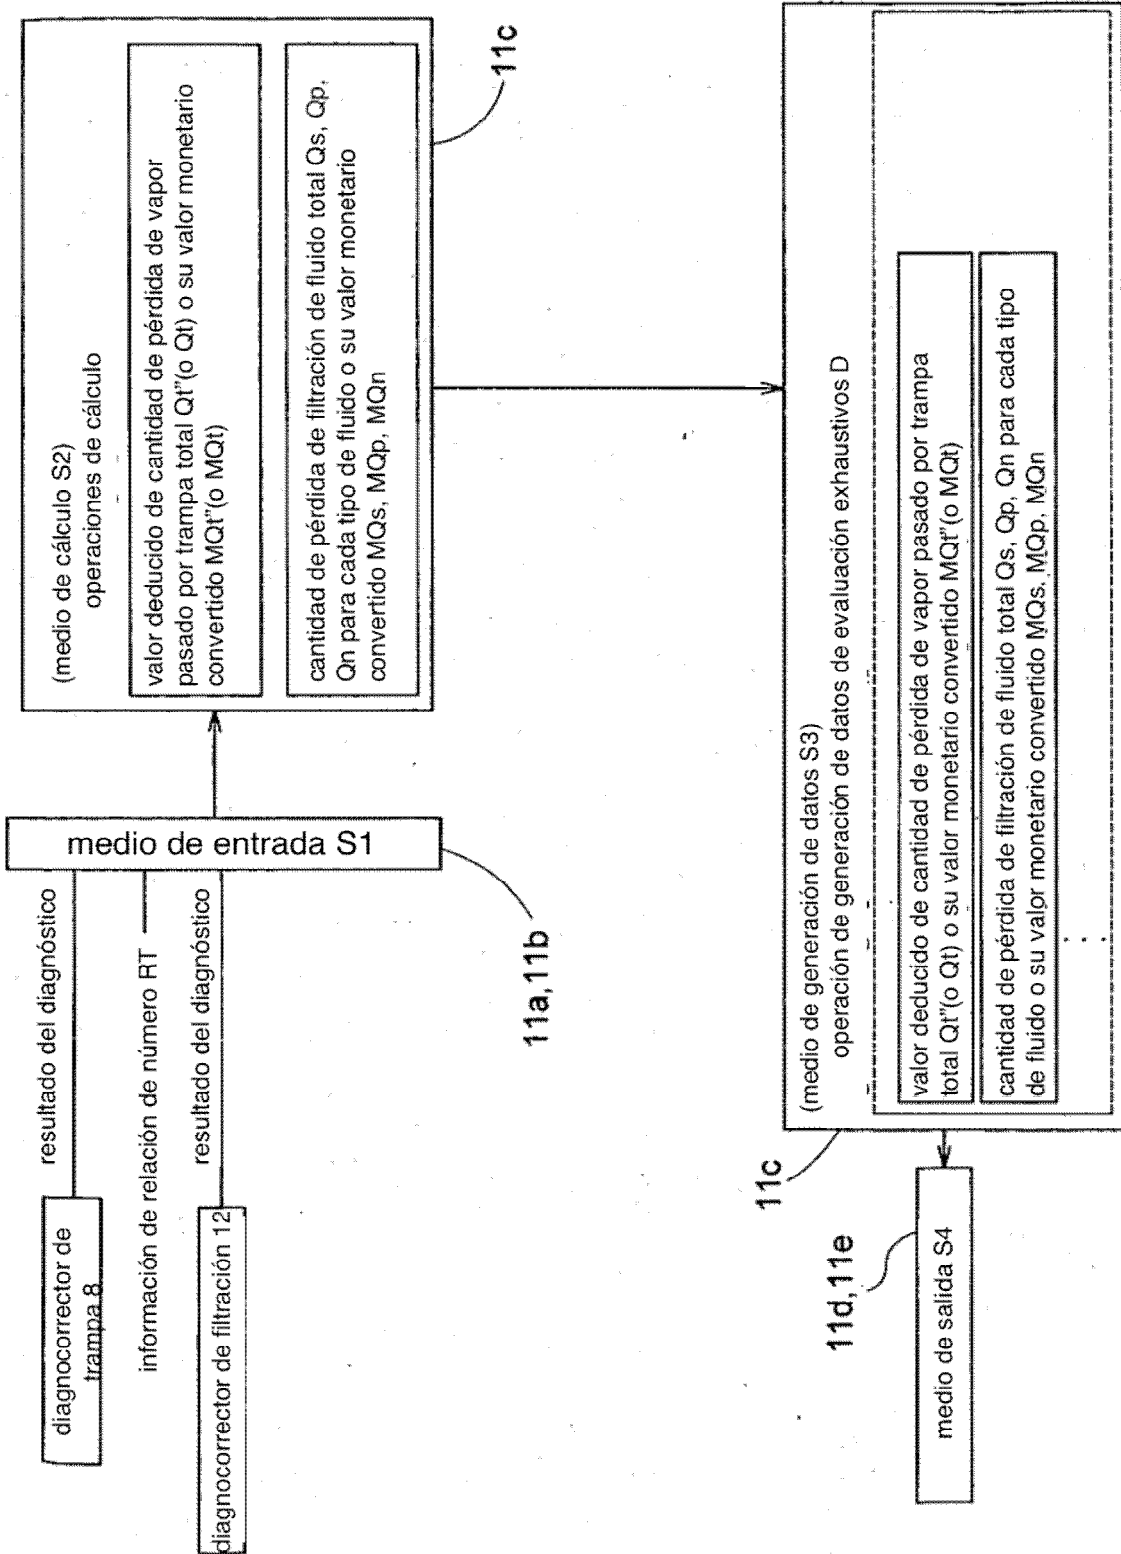 diagnocorrector de
trampa 8
resultado del diagnóstico
información de relación de número RT
diagnocorrector de filtración 12
resultado del diagnóstico
medio de entrada S1
11a,11b
(medio de cálculo S2)
operaciones de cálculo
valor deducido de cantidad de pérdida de vapor
pasado por trampa total Qt"(o Qt) o su valor monetario
convertido MQt"(o MQt)
cantidad de pérdida de filtración de fluido total Qs, Qp,
Qn para cada tipo de fluido o su valor monetario
convertido MQs, MQp, MQn
11c
(medio de generación de datos S3)
operación de generación de datos de evaluación exhaustivos D
valor deducido de cantidad de pérdida de vapor pasado por trampa
total Qt"(o Qt) o su valor monetario convertido MQt"(o MQt)
cantidad de pérdida de filtración de fluido total Qs, Qp, Qn para cada tipo
de fluido o su valor monetario convertido MQs, MQp, MQn
11c
medio de salida S4
11d,11e